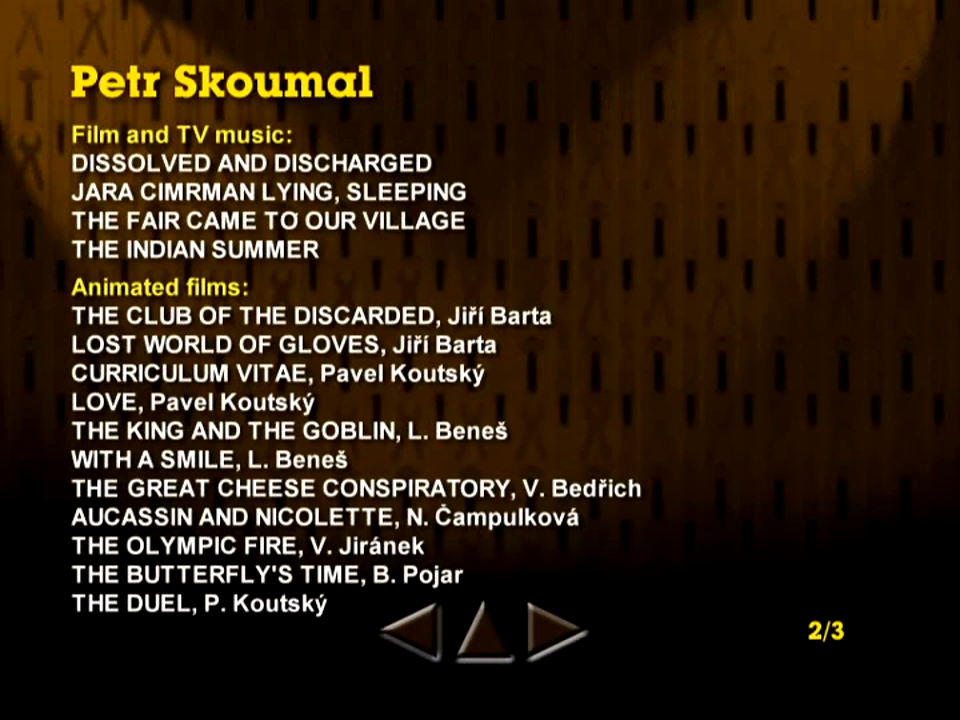 Petr Skoumal
Film and TV music:
DISSOLVED AND DISCHARGED
JARA CIMRMAN LYING, SLEEPING
THE FAIR CAME TO OUR VILLAGE
THE INDIAN SUMMER
Animated films:
THE CLUB OF THE DISCARDED, Jiří Barta
LOST WORLD OF GLOVES, Jiří Barta
CURRICULUM VITAE, Pavel Koutský
LOVE, Pavel Koutský
THE KING AND THE GOBLIN, L. Beneš
WITH A SMILE, L. Beneš
THE GREAT CHEESE CONSPIRATORY, V. Bedřich
AUCASSIN AND NICOLETTE, N. Čampulková
THE OLYMPIC FIRE, V. Jiránek
THE BUTTERFLY'S TIME, B. Pojar
THE DUEL, P. Koutský
2/3